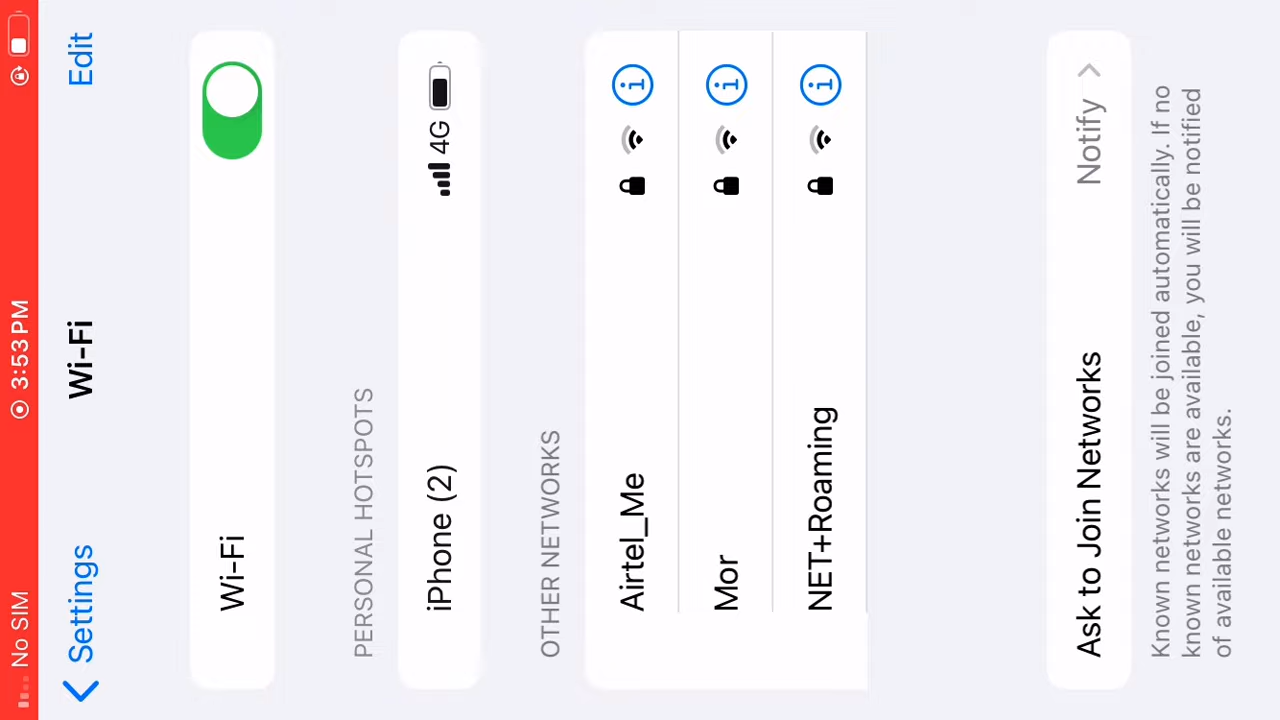 No SIM 3:53 PM
Settings Wi-Fi Edit
Wi-Fi
PERSONAL HOTSPOTS
iPhone (2) 4G
OTHER NETWORKS
Airtel_Me
Mor
NET+Roaming
Ask to Join Networks Notify
Known networks will be joined automatically. If no
known networks are available, you will be notified
of available networks.